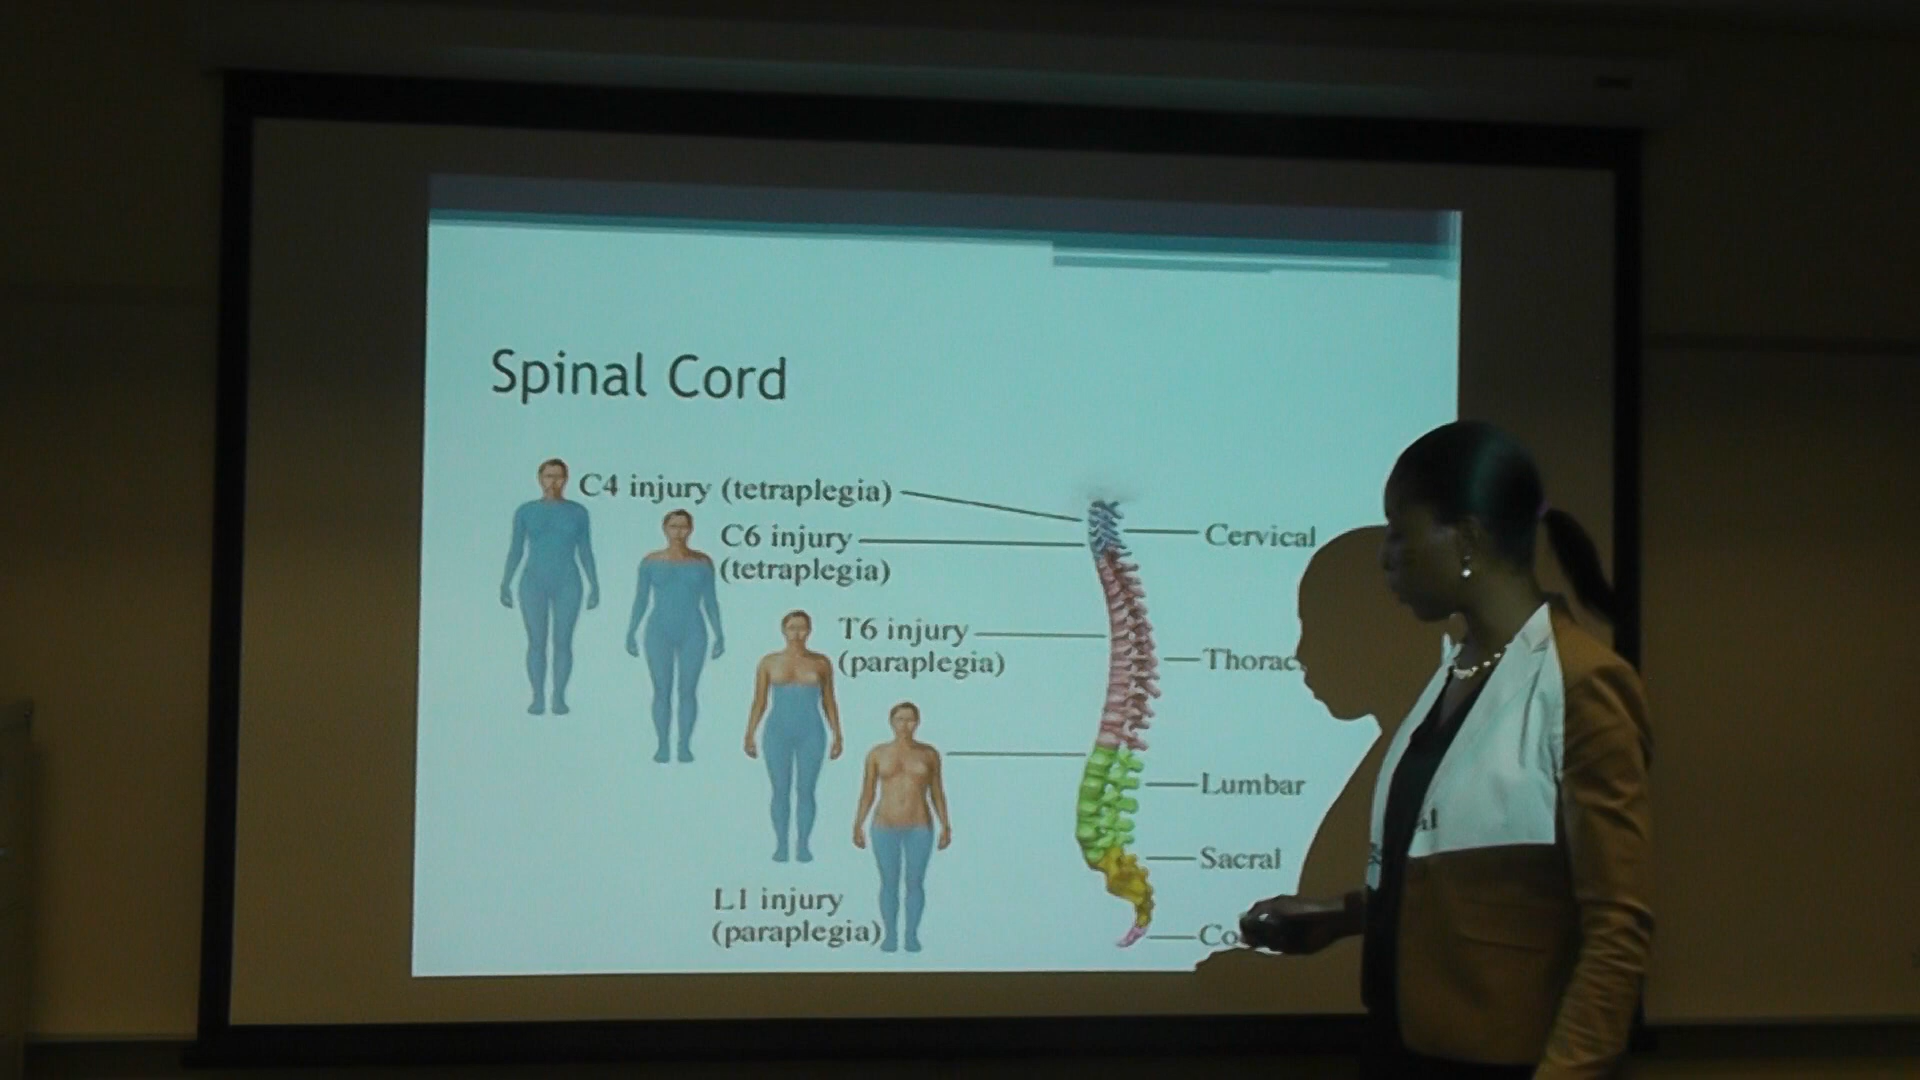 Spinal Cord
C4 injury (tetraplegia)
C6 injury
(tetraplegia)
T6 injury
(paraplegia)
L1 injury
(paraplegia)
Cervical
Thorac
Lumbar
Sacral
Co
al